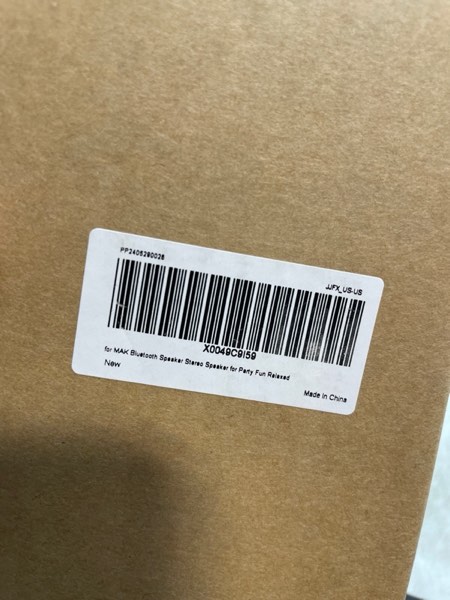 PP2405280026
JJFX_US-US
X0049C9I59
for MAK Bluetooth Speaker Stereo Speaker for Party Fun Relaxed
New
Made In China